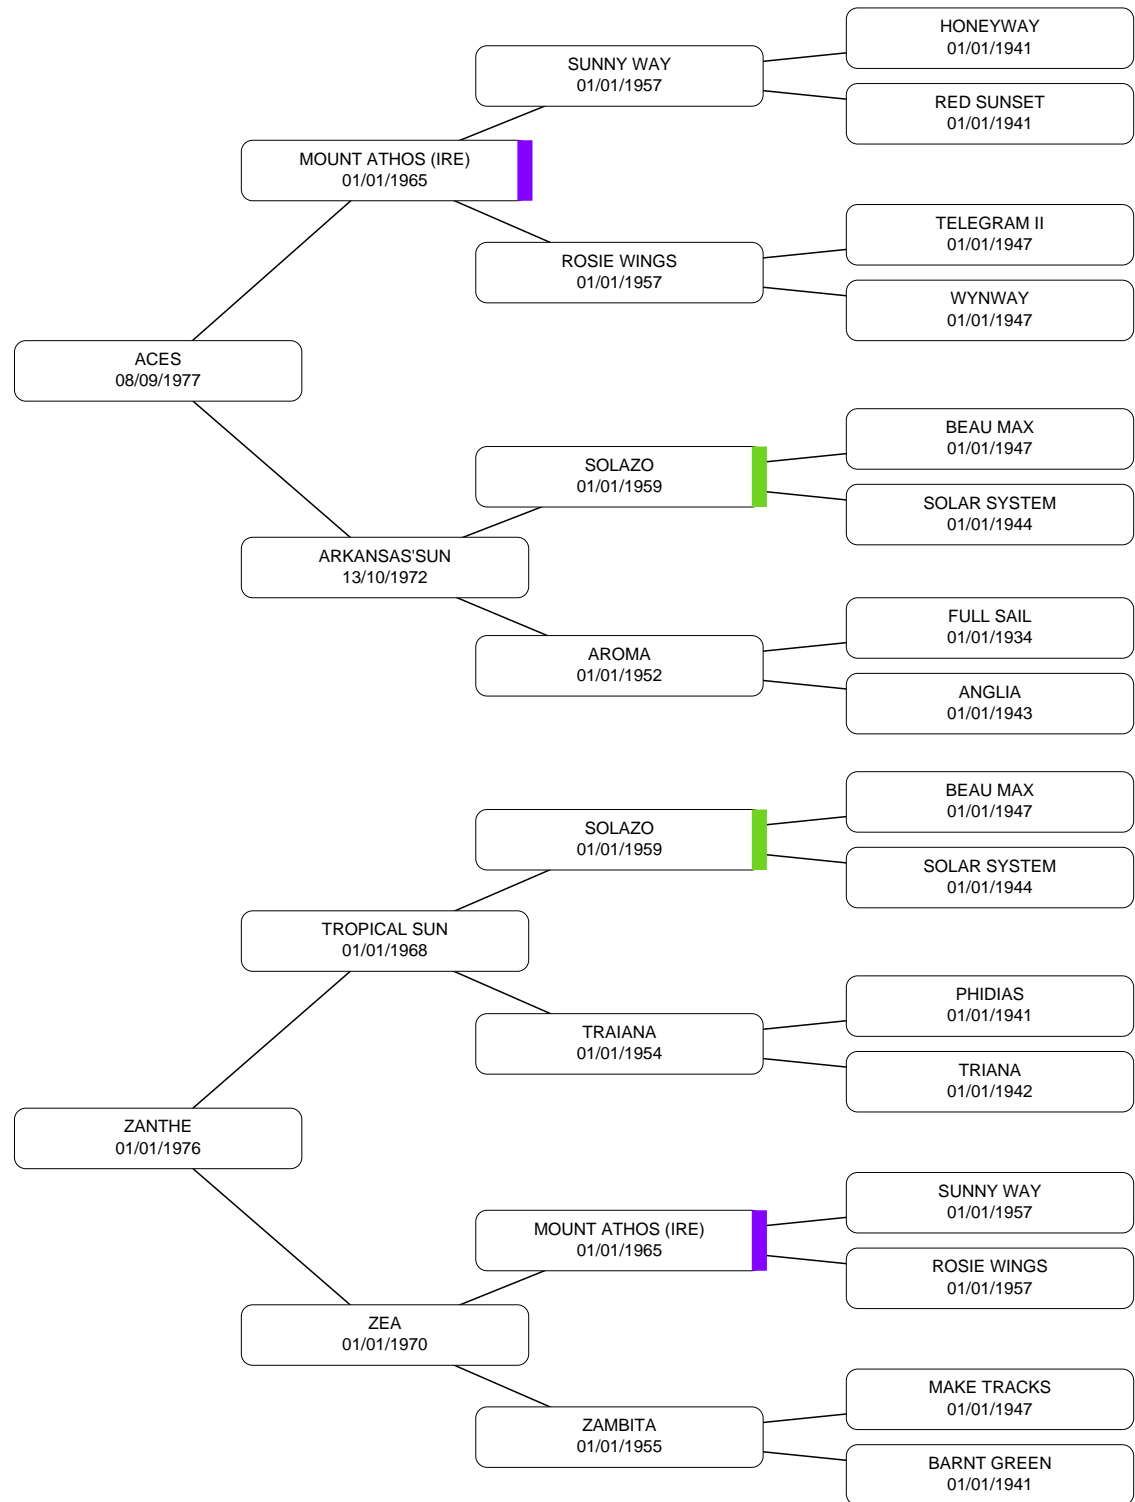 HONEYWAY
01/01/1941
SUNNY WAY
01/01/1957
RED SUNSET
01/01/1941
MOUNT ATHOS (IRE)
01/01/1965
TELEGRAM II
01/01/1947
ROSIE WINGS
01/01/1957
WYNWAY
01/01/1947
ACES
08/09/1977
BEAU MAX
01/01/1947
SOLAZO
01/01/1959
SOLAR SYSTEM
01/01/1944
ARKANSAS'SUN
13/10/1972
FULL SAIL
01/01/1934
AROMA
01/01/1952
ANGLIA
01/01/1943
BEAU MAX
01/01/1947
SOLAZO
01/01/1959
SOLAR SYSTEM
01/01/1944
TROPICAL SUN
01/01/1968
PHIDIAS
01/01/1941
TRAIANA
01/01/1954
TRIANA
01/01/1942
ZANTHE
01/01/1976
SUNNY WAY
01/01/1957
MOUNT ATHOS (IRE)
01/01/1965
ROSIE WINGS
01/01/1957
ZEA
01/01/1970
MAKE TRACKS
01/01/1947
ZAMBITA
01/01/1955
BARNT GREEN
01/01/1941